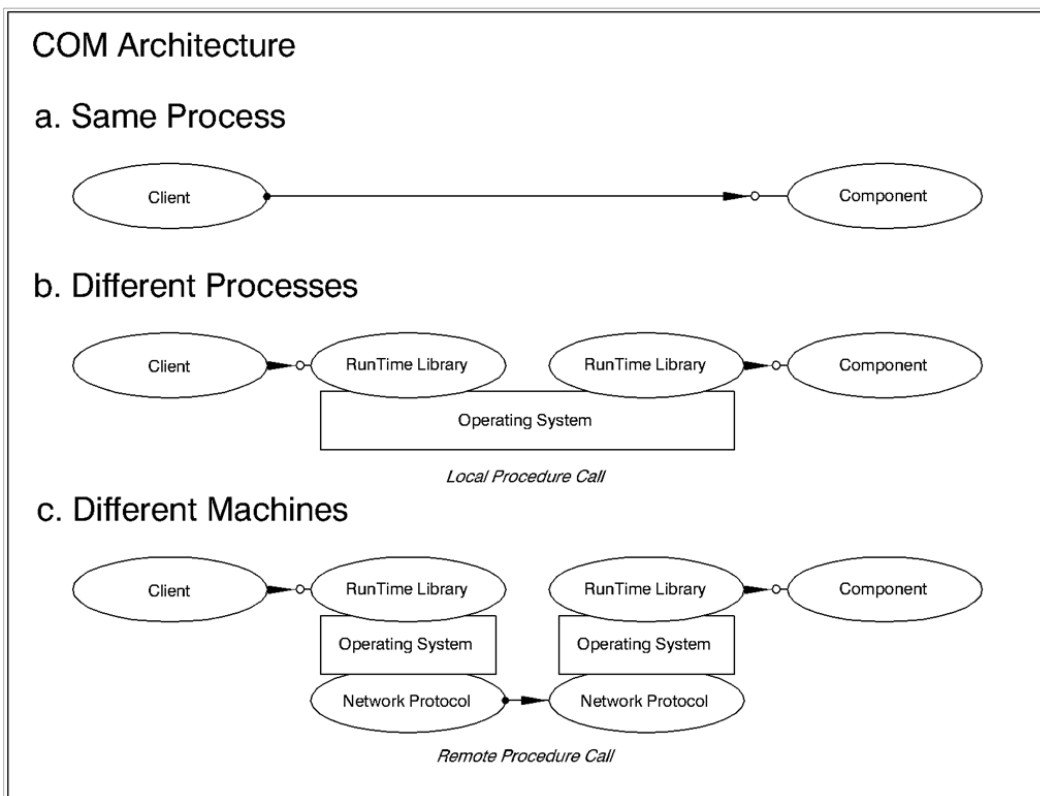 COM Architecture
a. Same Process
Client Component
b. Different Processes
Client RunTime Library RunTime Library Component
Operating System
Local Procedure Call
c. Different Machines
Client RunTime Library RunTime Library Component
Operating System Operating System
Network Protocol Network Protocol
Remote Procedure Call